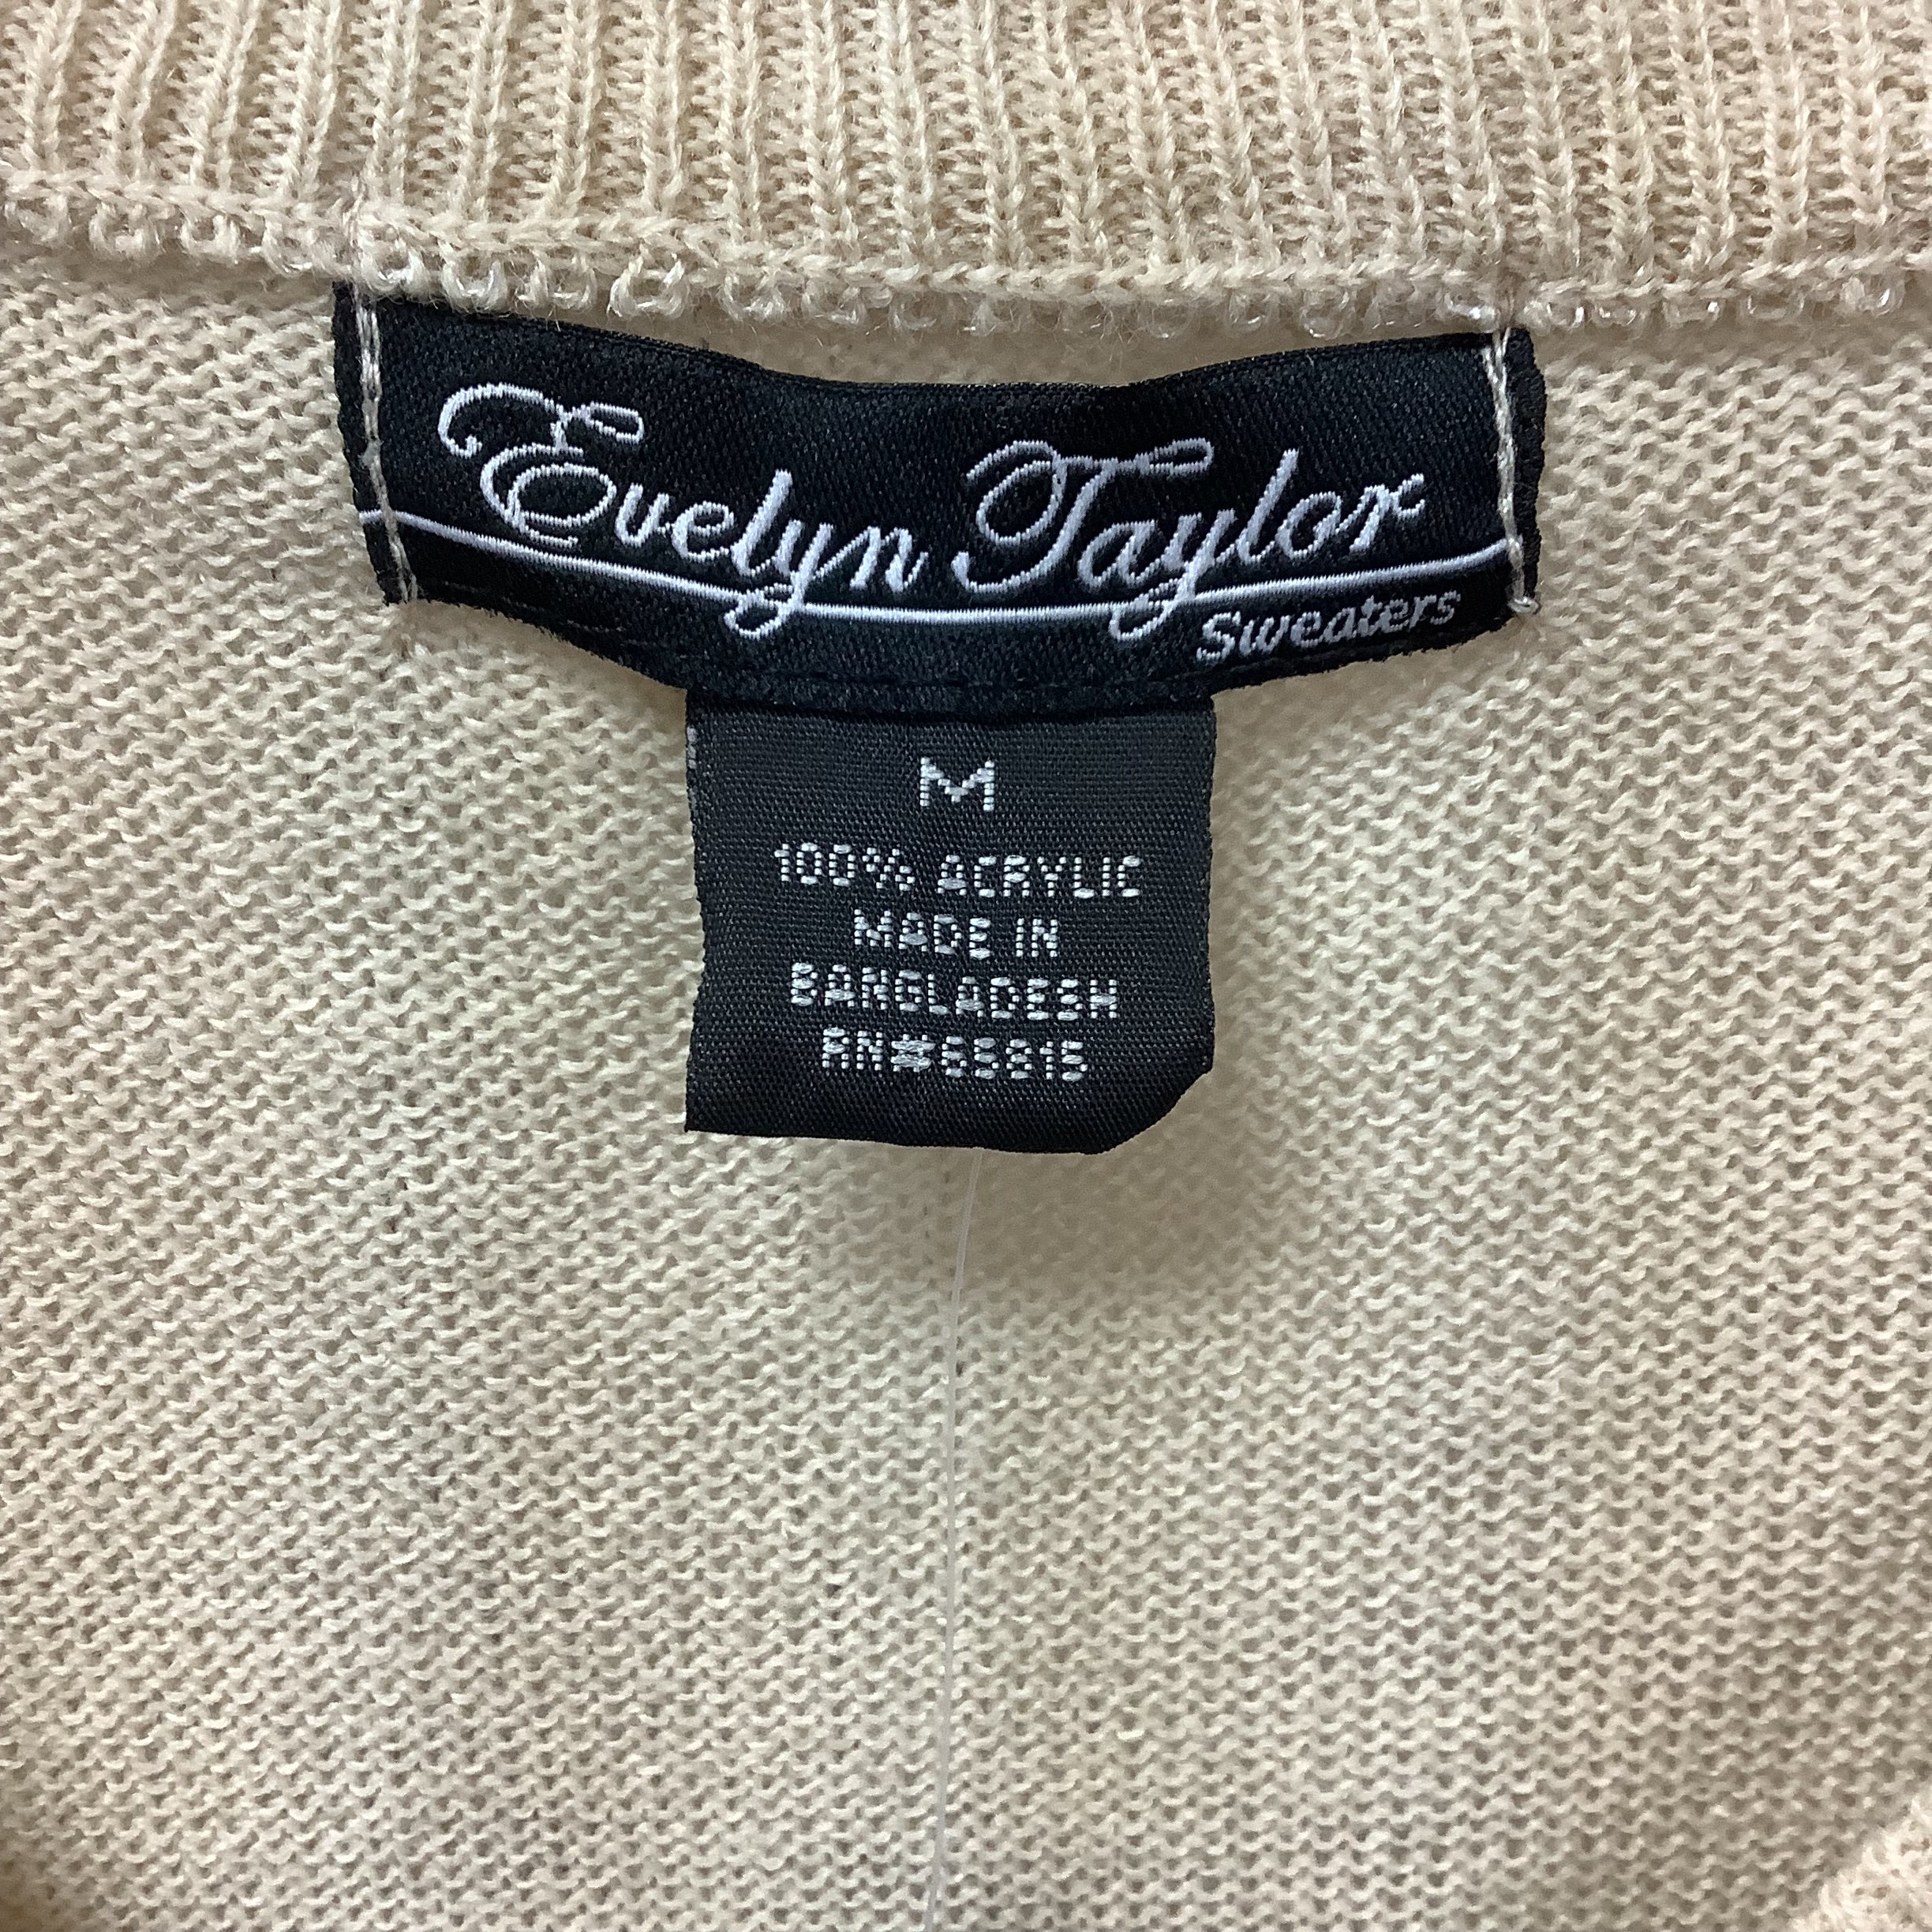 Evelyn Taylor
Sweaters
M
100% ACRYLIC
MADE IN
BANGLADESH
RN#65815